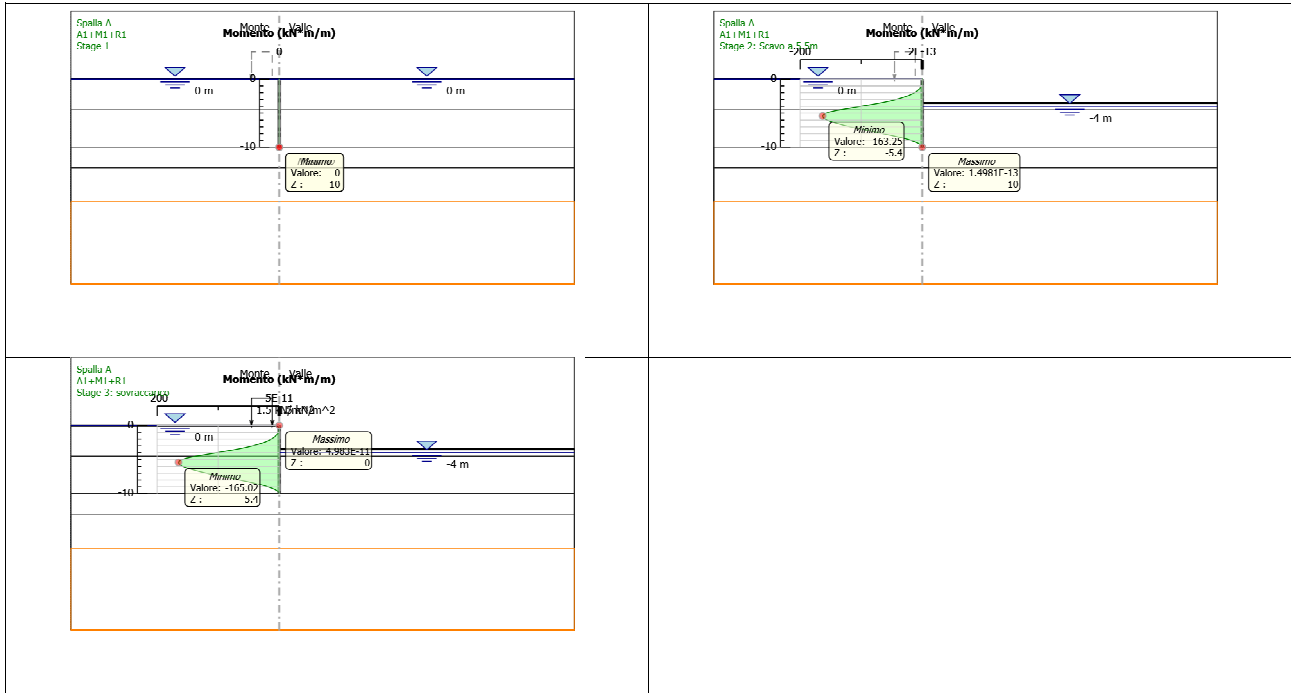 Spalla A
A1+M1+R1
Stage 1
Monte Valle
Momento (kN*m/m)
0
0 m
0 m
0
-10
Valore: 0
Z : 10
Spalla A
A1+M1+R1
Stage 2: Scavo a 5.5m
Monte Valle
Momento (kN*m/m)
-200
-13
0
0 m
-4 m
-10
Minimo
Valore: 163.25
Z : -5.4
Massimo
Valore: 1.4981E-13
Z : 10
Spalla A
A1+M1+R1
Stage 3: sovraccarico
Monte Valle
Momento (kN*m/m)
200
5E 11
0
0 m
-4 m
-10
Massimo
Valore: 4.983E-11
Z : 0
Minimo
Valore: -165.02
Z : 5.4